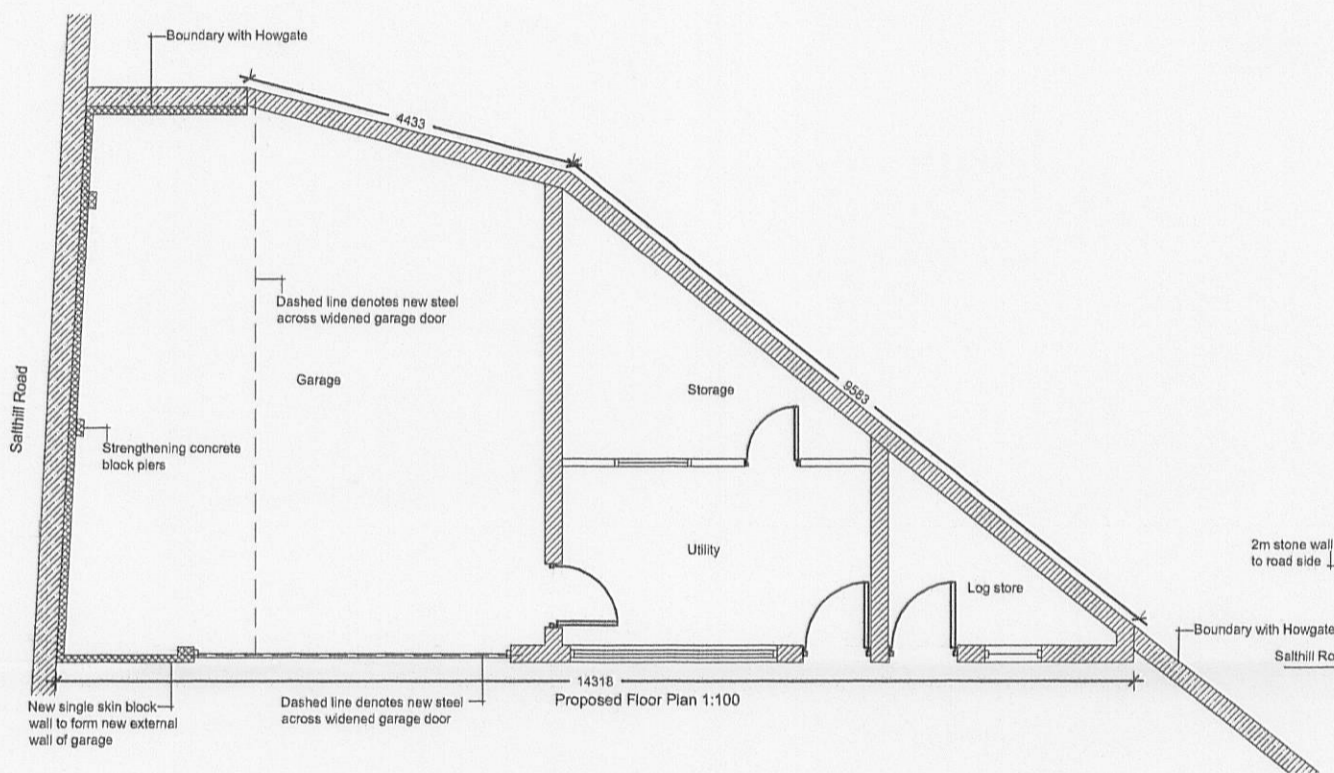 Boundary with Howgate
4433
Dashed line denotes new steel
across widened garage door
Garage
Salthill Road
Storage
9583
Strengthening concrete
block piers
Utility
Log store
2m stone wall
to road side
Boundary with Howgate
Salthill Ro
14318
Proposed Floor Plan 1:100
New single skin block
wall to form new external
wall of garage
Dashed line denotes new steel
across widened garage door